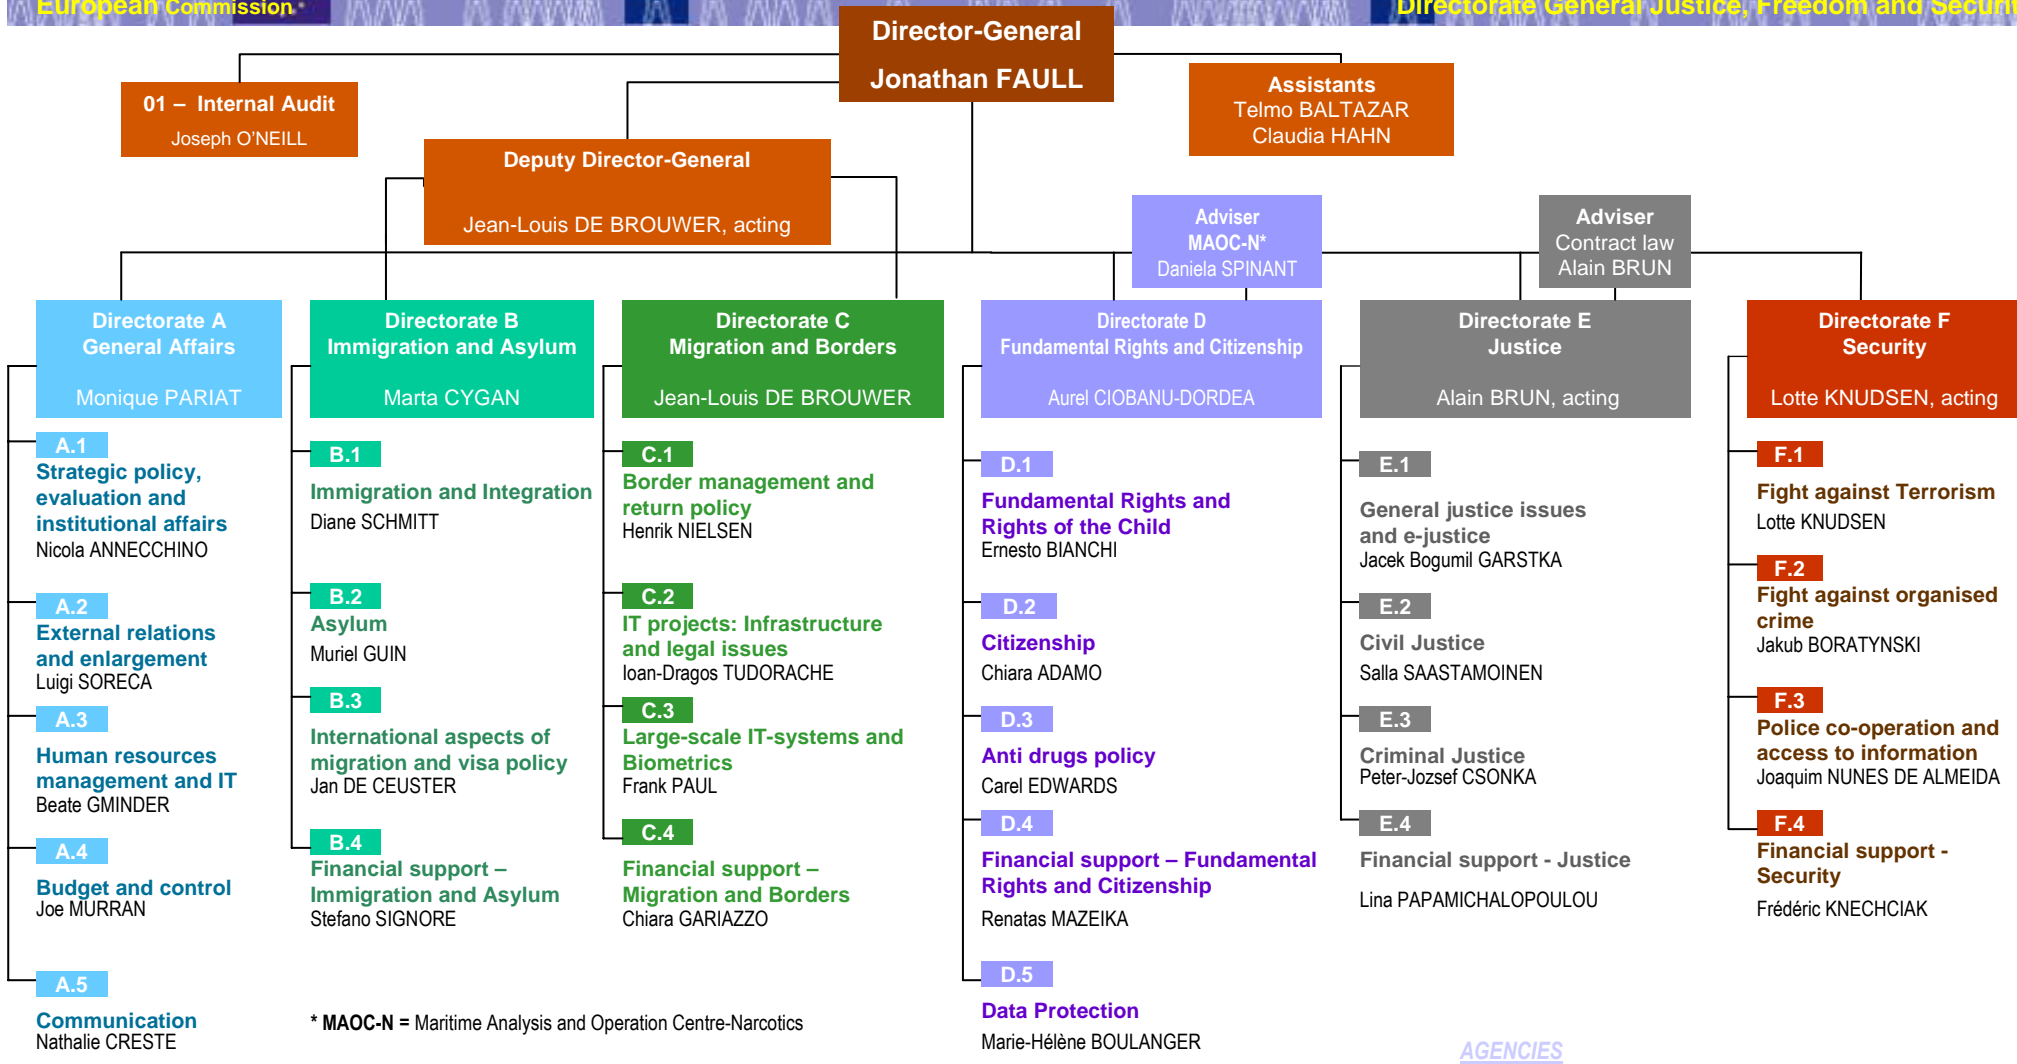 European Commission
Directorate General Justice, Freedom and Securit
Director-General
Jonathan FAULL
01 – Internal Audit
Joseph O'NEILL
Assistants
Telmo BALTAZAR
Claudia HAHN
Deputy Director-General
Jean-Louis DE BROUWER, acting
Adviser
MAOC-N*
Daniela SPINANT
Adviser
Contract law
Alain BRUN
Directorate A
General Affairs
Monique PARIAT
Directorate B
Immigration and Asylum
Marta CYGAN
Directorate C
Migration and Borders
Jean-Louis DE BROUWER
Directorate D
Fundamental Rights and Citizenship
Aurel CIOBANU-DORDEA
Directorate E
Justice
Alain BRUN, acting
Directorate F
Security
Lotte KNUDSEN, acting
A.1
Strategic policy,
evaluation and
institutional affairs
Nicola ANNECCHINO
A.2
External relations
and enlargement
Luigi SORECA
A.3
Human resources
management and IT
Beate GMINDER
A.4
Budget and control
Joe MURRAN
A.5
Communication
Nathalie CRESTE
B.1
Immigration and Integration
Diane SCHMITT
B.2
Asylum
Muriel GUIN
B.3
International aspects of
migration and visa policy
Jan DE CEUSTER
B.4
Financial support –
Immigration and Asylum
Stefano SIGNORE
C.1
Border management and
return policy
Henrik NIELSEN
C.2
IT projects: Infrastructure
and legal issues
Ioan-Dragos TUDORACHE
C.3
Large-scale IT-systems and
Biometrics
Frank PAUL
C.4
Financial support –
Migration and Borders
Chiara GARIAZZO
D.1
Fundamental Rights and
Rights of the Child
Ernesto BIANCHI
D.2
Citizenship
Chiara ADAMO
D.3
Anti drugs policy
Carel EDWARDS
D.4
Financial support – Fundamental
Rights and Citizenship
Renatas MAZEIKA
D.5
Data Protection
Marie-Hélène BOULANGER
E.1
General justice issues
and e-justice
Jacek Bogumil GARSTKA
E.2
Civil Justice
Salla SAASTAMOINEN
E.3
Criminal Justice
Peter-Jozsef CSONKA
E.4
Financial support - Justice
Lina PAPAMICHALOPOULOU
F.1
Fight against Terrorism
Lotte KNUDSEN
F.2
Fight against organised
crime
Jakub BORATYNSKI
F.3
Police co-operation and
access to information
Joaquim NUNES DE ALMEIDA
F.4
Financial support -
Security
Frédéric KNECHCIAK
* MAOC-N = Maritime Analysis and Operation Centre-Narcotics
AGENCIES